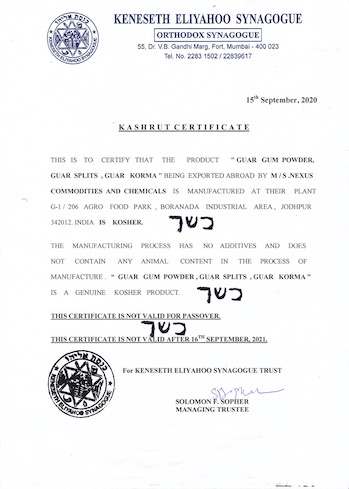 KENESETH ELIYAHOO SYNAGOGUE
ORTHODOX SYNAGOGUE
55, Dr. V.B. Gandhi Marg, Fort, Mumbai - 400 023
Tel. No. 2283 1502 / 22839617
15th September, 2020
KASHRUT CERTIFICATE
THIS IS TO CERTIFY THAT THE PRODUCT "GUAR GUM POWDER,
GUAR SPLITS , GUAR KORMA" BEING EXPORTED ABROAD BY M / S .NEXUS
COMMODITIES AND CHEMICALS IS MANUFACTURED AT THEIR PLANT
G-1 / 206 AGRO FOOD PARK , BORANADA INDUSTRIAL AREA , JODHPUR
342012. INDIA IS KOSHER. כשר
THE MANUFACTURING PROCESS HAS NO ADDITIVES AND DOES
NOT CONTAIN ANY ANIMAL CONTENT IN THE PROCESS OF
MANUFACTURE . " GUAR GUM POWDER , GUAR SPLITS , GUAR KORMA "
IS A GENUINE KOSHER PRODUCT. כשר
THIS CERTIFICATE IS NOT VALID FOR PASSOVER.
כשר
THIS CERTIFICATE IS NOT VALID AFTER 16TH SEPTEMBER, 2021.
KENESETH ELIYAHOO SYNAGOGUE
For KENESETH ELIYAHOO SYNAGOGUE TRUST
SOLOMON F. SOPHER
MANAGING TRUSTEE